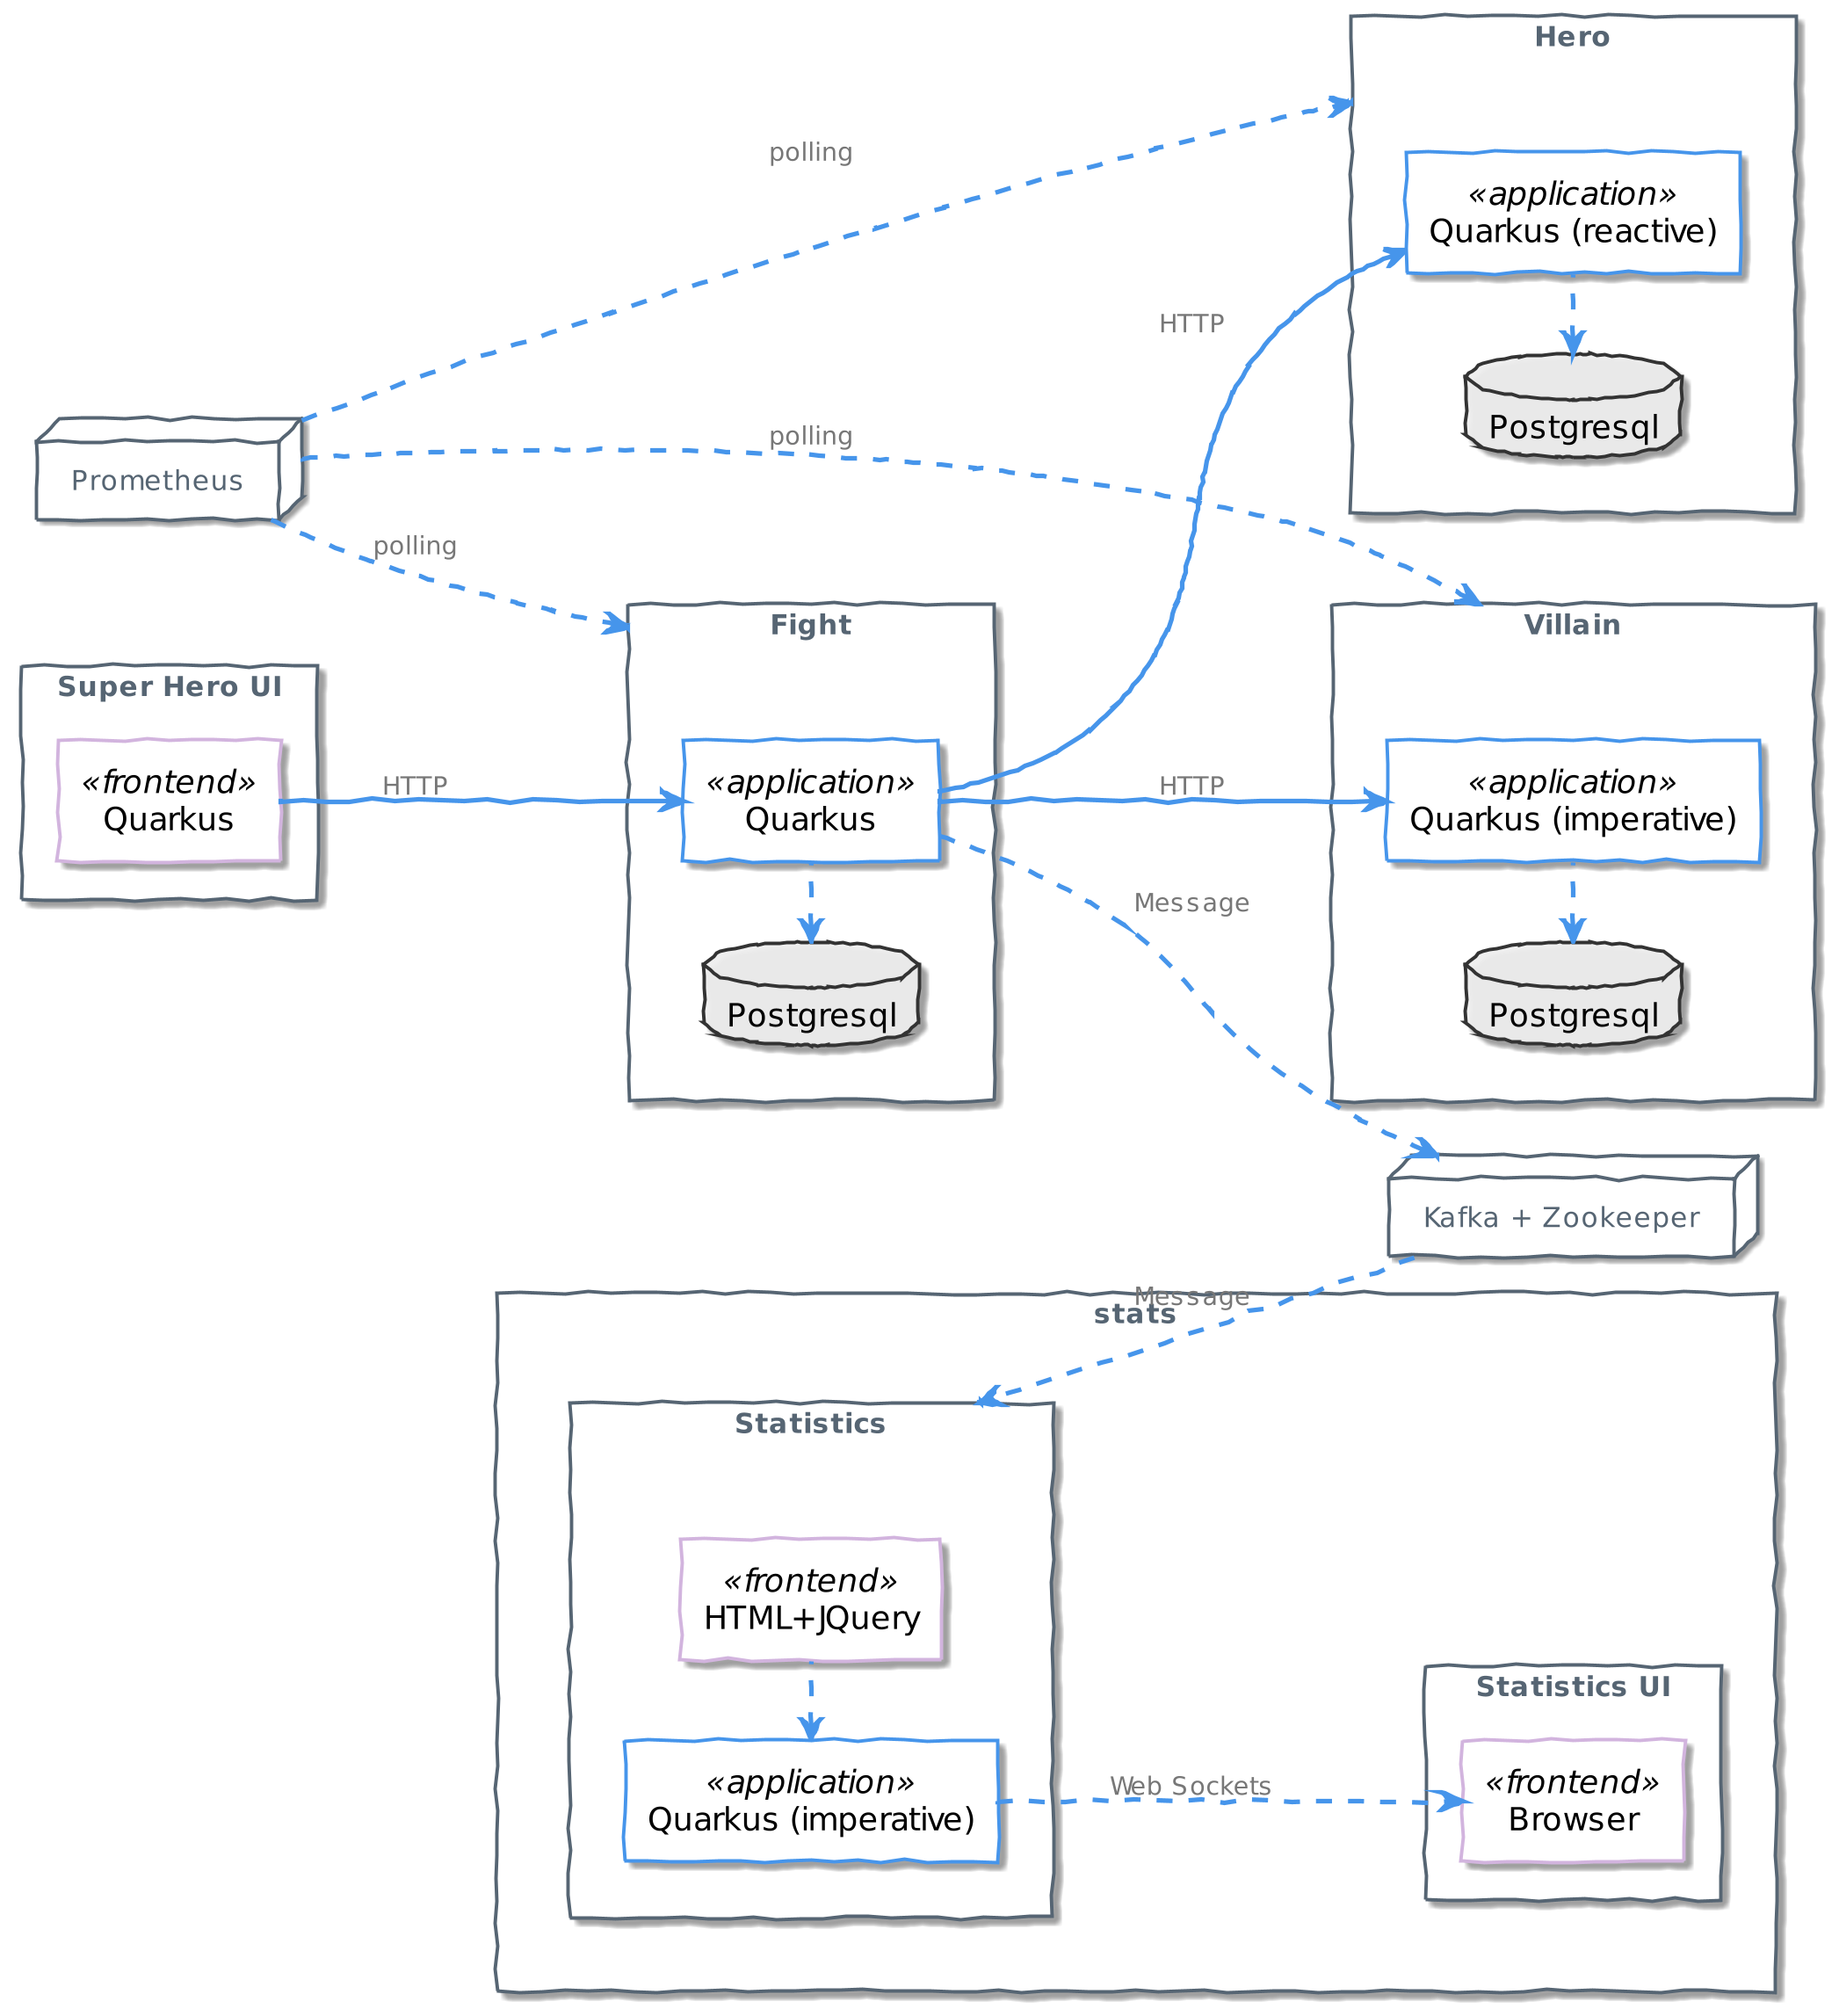 Hero
polling
«application»
Quarkus (reactive)
HTTP
Postgresql
polling
Prometheus
polling
Fight
Villain
Super Hero UI
«frontend»
Quarkus
HTTP
«application»
Quarkus
HTTP
«application»
Quarkus (imperative)
Message
Postgresql
Postgresql
Kafka + Zookeeper
Message
stats
Statistics
«frontend»
HTML+JQuery
Statistics UI
«application»
Quarkus (imperative)
Web Sockets
«frontend»
Browser